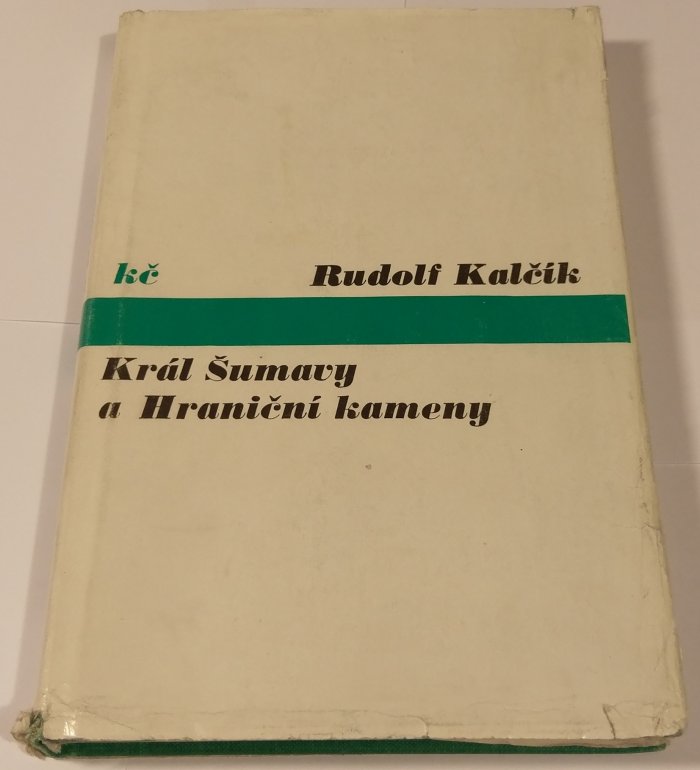 kč
Rudolf Kalčík
Král Šumavy
a Hraniční kameny